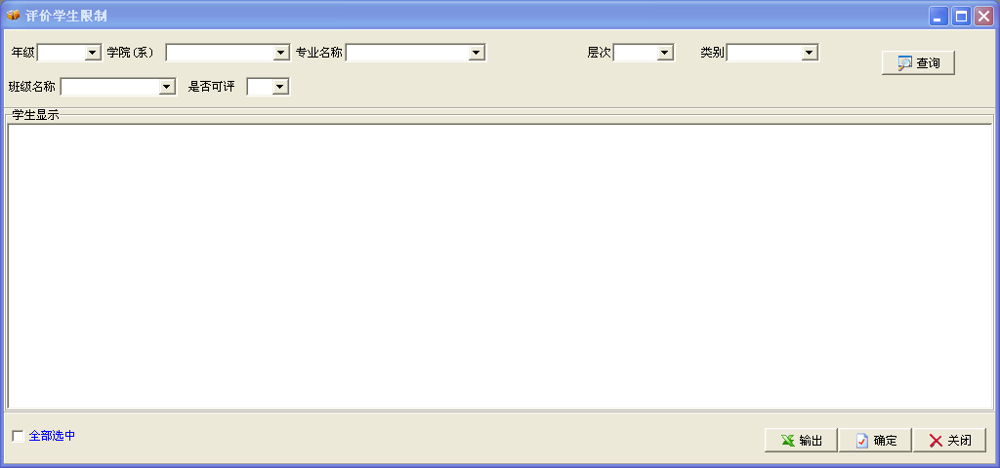 评价学生限制
年级 学院(系) 专业名称 层次 类别 查询
班级名称 是否可评
学生显示
全部选中 输出 确定 关闭